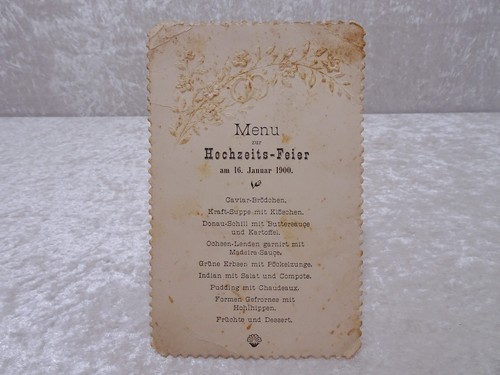 Menu
zur
Hochzeits-Feier
am 16. Januar 1900.
Caviar-Brödchen.
Kraft-Suppe mit Klöschen.
Donau-Schill mit Buttersauce
und Kartoffel.
Ochsen-Lenden garnirt mit
Madeira-Sauce.
Grüne Erbsen mit Pöckelzunge.
Indian mit Salat und Compote.
Pudding mit Chaudeaux.
Formen Gefrornes mit
Hohlhippen.
Früchte und Dessert.